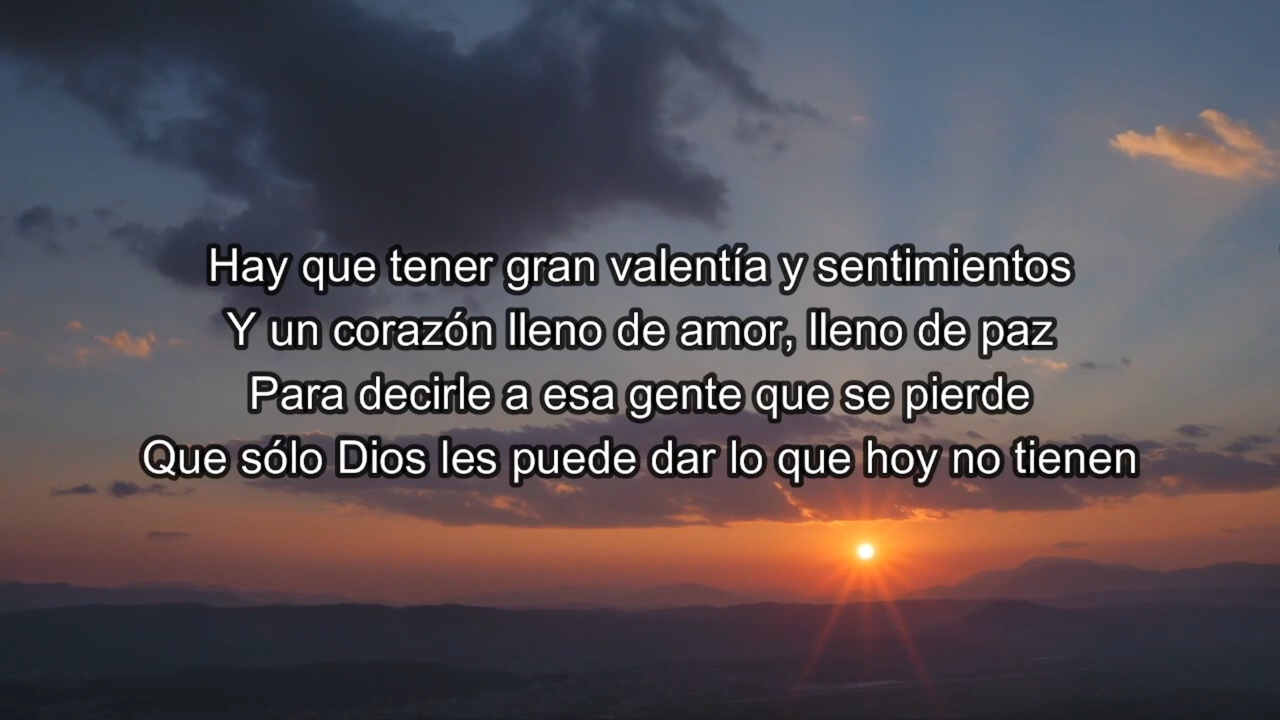 Hay que tener gran valentía y sentimientos
Y un corazón lleno de amor, lleno de paz
Para decirle a esa gente que se pierde
Que sólo Dios les puede dar lo que hoy no tienen